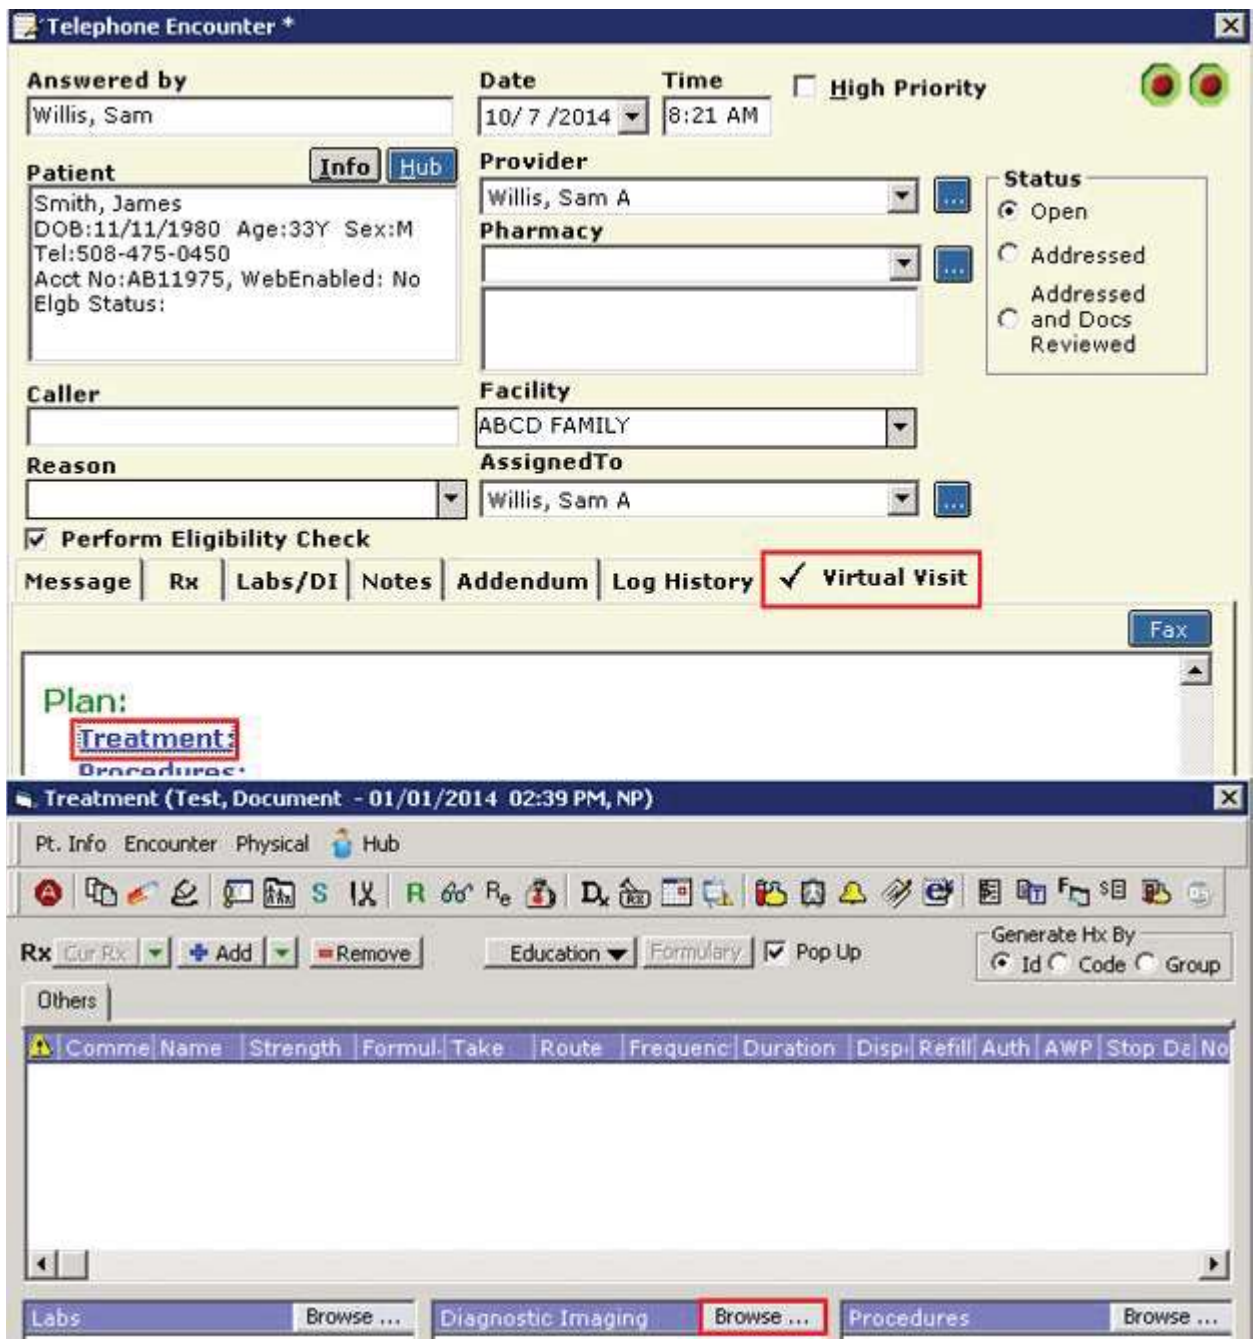 Telephone Encounter *
Answered by
Date
Time
High Priority
Willis, Sam
10/ 7 /2014
8:21 AM
Patient
Info
Hub
Provider
Status
Smith, James
DOB:11/11/1980 Age:33Y Sex:M
Tel:508-475-0450
Acct No:AB11975, WebEnabled: No
Elgb Status:
Willis, Sam A
...
Open
Pharmacy
...
Addressed
Addressed
and Docs
Reviewed
Caller
Facility
ABCD FAMILY
Reason
AssignedTo
Willis, Sam A
...
Perform Eligibility Check
Message Rx Labs/DI Notes Addendum Log History Virtual Visit
Fax
Plan:
Treatment:
Procedures:
Treatment (Test, Document - 01/01/2014 02:39 PM, NP)
Pt. Info Encounter Physical Hub
Rx Cur Rx Add Remove Education Formulary Pop Up
Generate Hx By
Id Code Group
Others
Comme Name Strength Formul. Take Route Frequenc Duration Disp Refill Auth AWP Stop Da No
Labs Browse ... Diagnostic Imaging Browse ... Procedures Browse ...